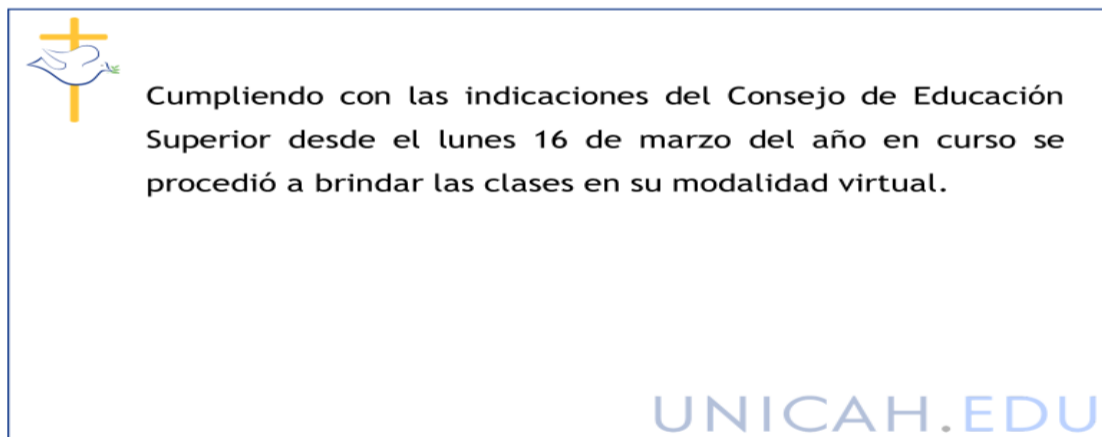 Cumpliendo con las indicaciones del Consejo de Educación
Superior desde el lunes 16 de marzo del año en curso se
procedió a brindar las clases en su modalidad virtual.
UNICAH.EDU